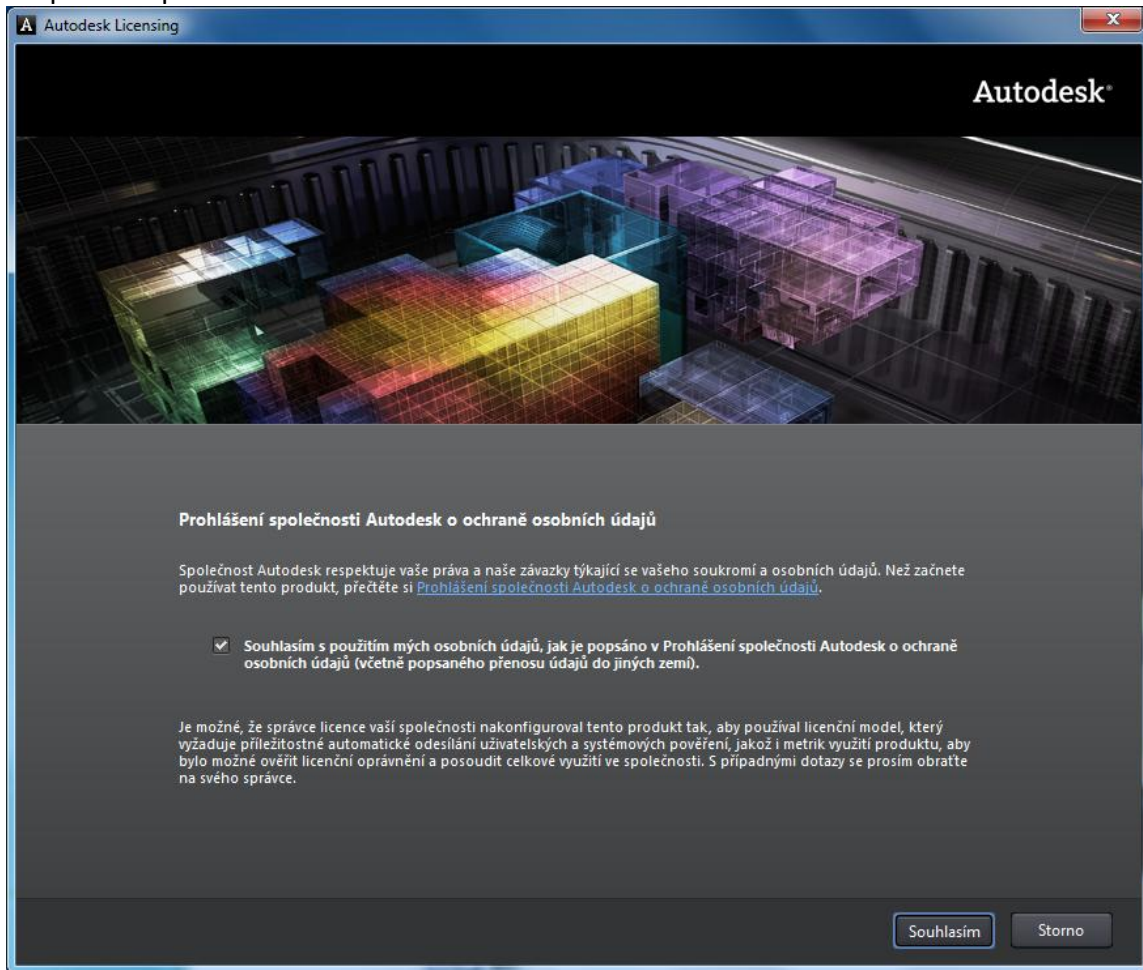 Autodesk Licensing
Autodesk®
Prohlášení společnosti Autodesk o ochraně osobních údajů
Společnost Autodesk respektuje vaše práva a naše závazky týkající se vašeho soukromí a osobních údajů. Než začnete
používat tento produkt, přečtěte si Prohlášení společnosti Autodesk o ochraně osobních údajů.
Souhlasím s použitím mých osobních údajů, jak je popsáno v Prohlášení společnosti Autodesk o ochraně
osobních údajů (včetně popsaného přenosu údajů do jiných zemí).
Je možné, že správce licence vaší společnosti nakonfiguroval tento produkt tak, aby používal licenční model, který
vyžaduje příležitostné automatické odesílání uživatelských a systémových pověření, jakož i metrik využití produktu, aby
bylo možné ověřit licenční oprávnění a posoudit celkové využití ve společnosti. S případnými dotazy se prosím obraťte
na svého správce.
Souhlasím
Storno